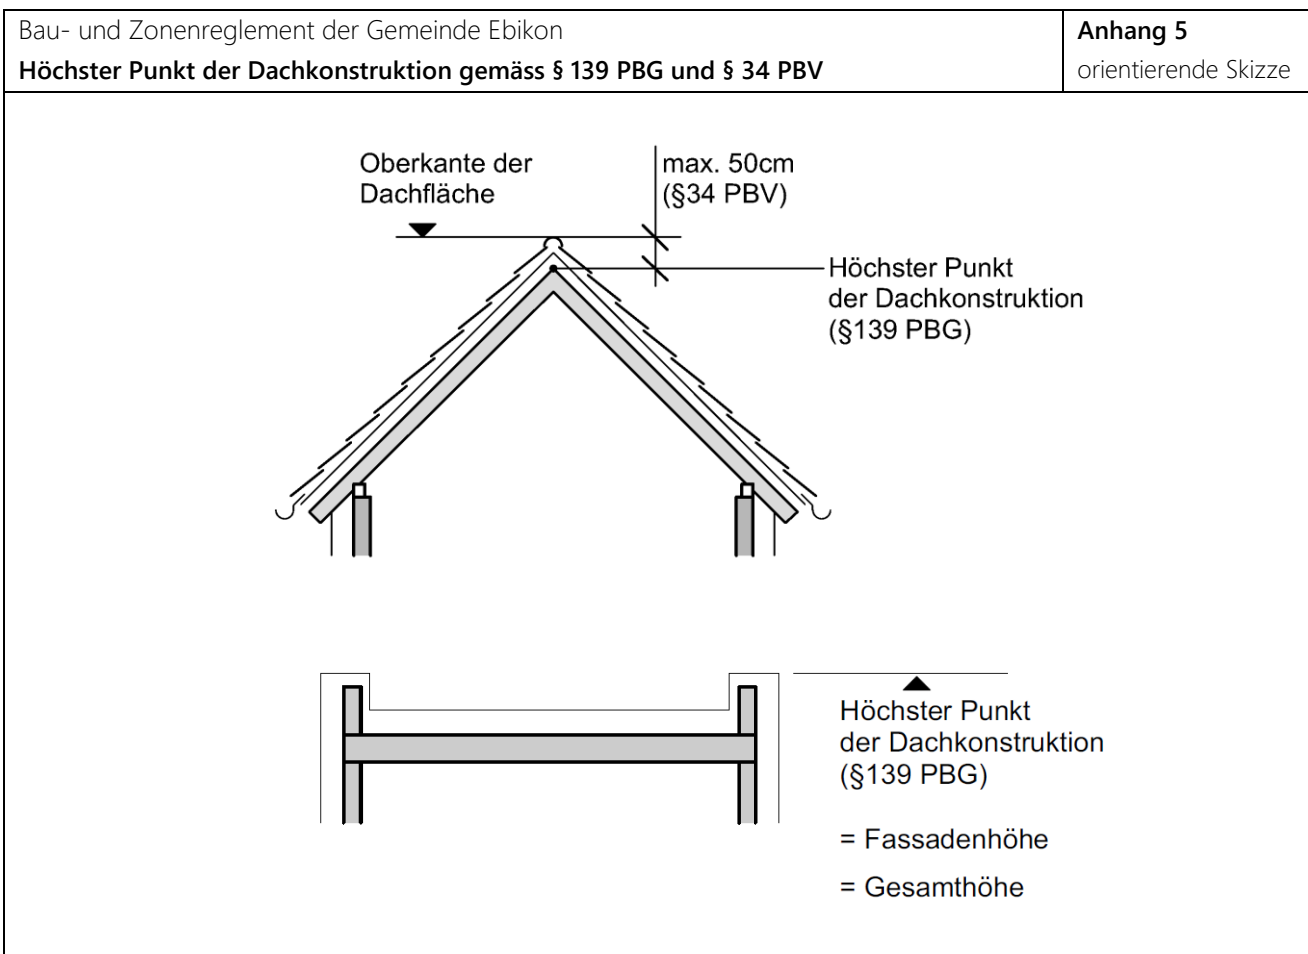 Bau- und Zonenreglement der Gemeinde Ebikon
Höchster Punkt der Dachkonstruktion gemäss § 139 PBG und § 34 PBV
Anhang 5
orientierende Skizze
Oberkante der
Dachfläche
max. 50cm
(§34 PBV)
Höchster Punkt
der Dachkonstruktion
(§139 PBG)
Höchster Punkt
der Dachkonstruktion
(§139 PBG)
= Fassadenhöhe
= Gesamthöhe